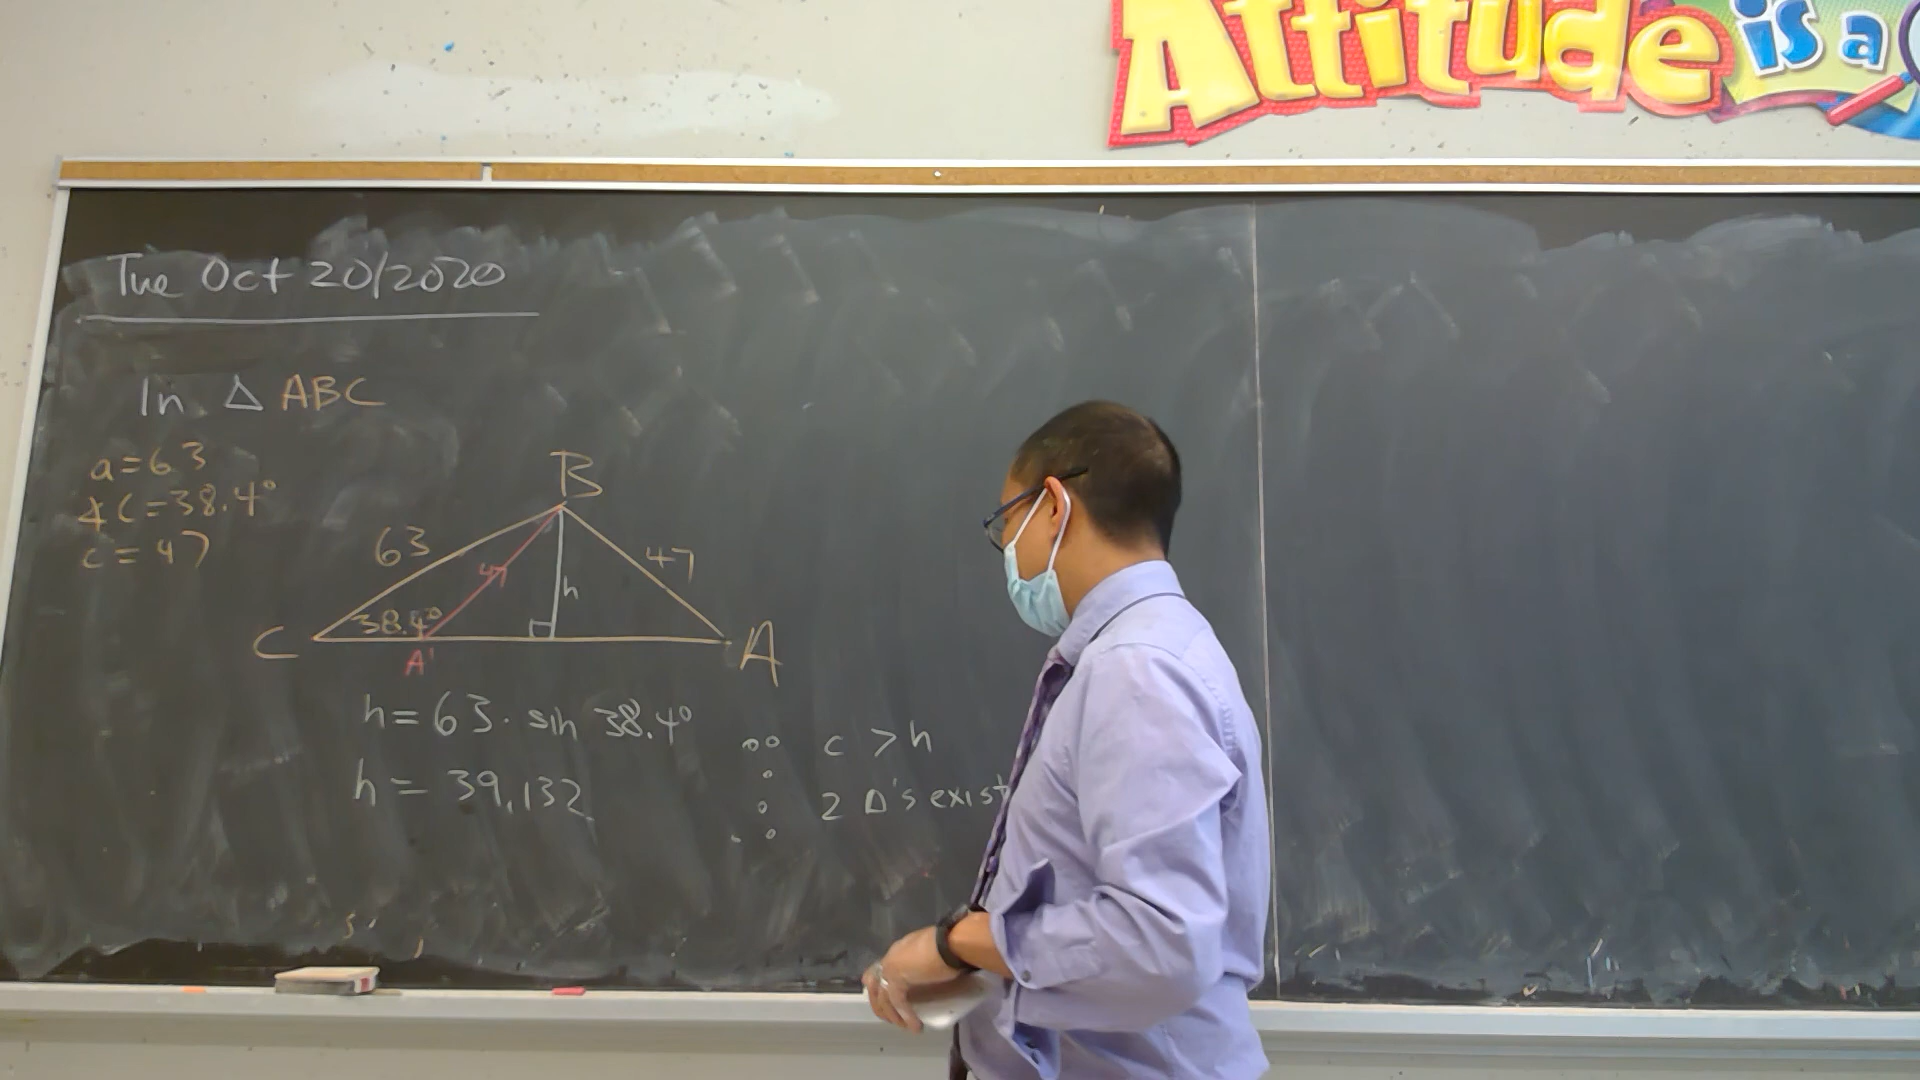 Attitude is a
Tue Oct 20/2020
In △ ABC
a = 63
∡C = 38.4°
c = 47
B
63
47
47
h
38.4°
C
A'
A
h = 63 · sin 38.4°
h = 39.132
∵ c > h
∴ 2 △'s exist